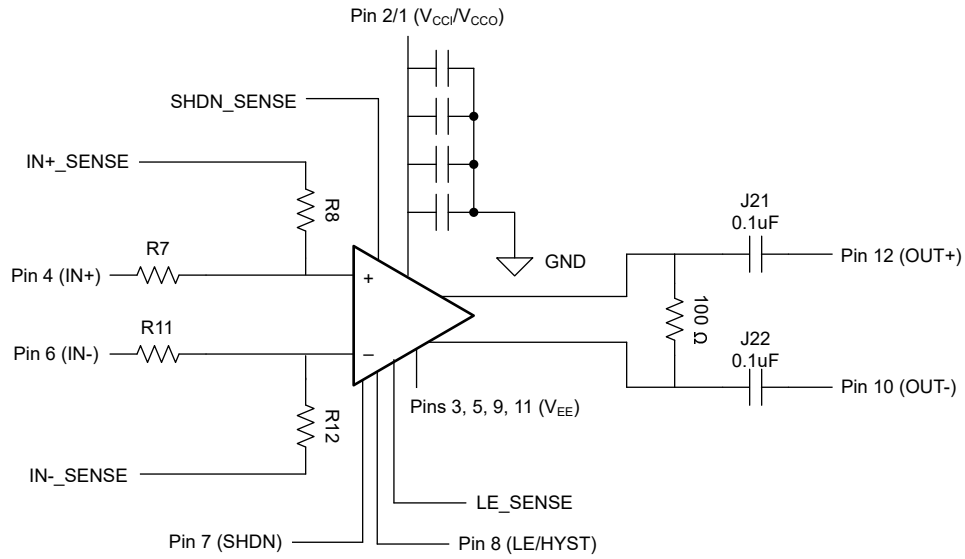 Pin 2/1 (VCCI/VCCO)
SHDN_SENSE
IN+_SENSE
R8
J21
0.1uF
R7
Pin 4 (IN+)
GND
Pin 12 (OUT+)
+
100 Ω
R11
Pin 6 (IN-)
−
J22
0.1uF
Pin 10 (OUT-)
Pins 3, 5, 9, 11 (VEE)
R12
IN-_SENSE
LE_SENSE
Pin 7 (SHDN)
Pin 8 (LE/HYST)